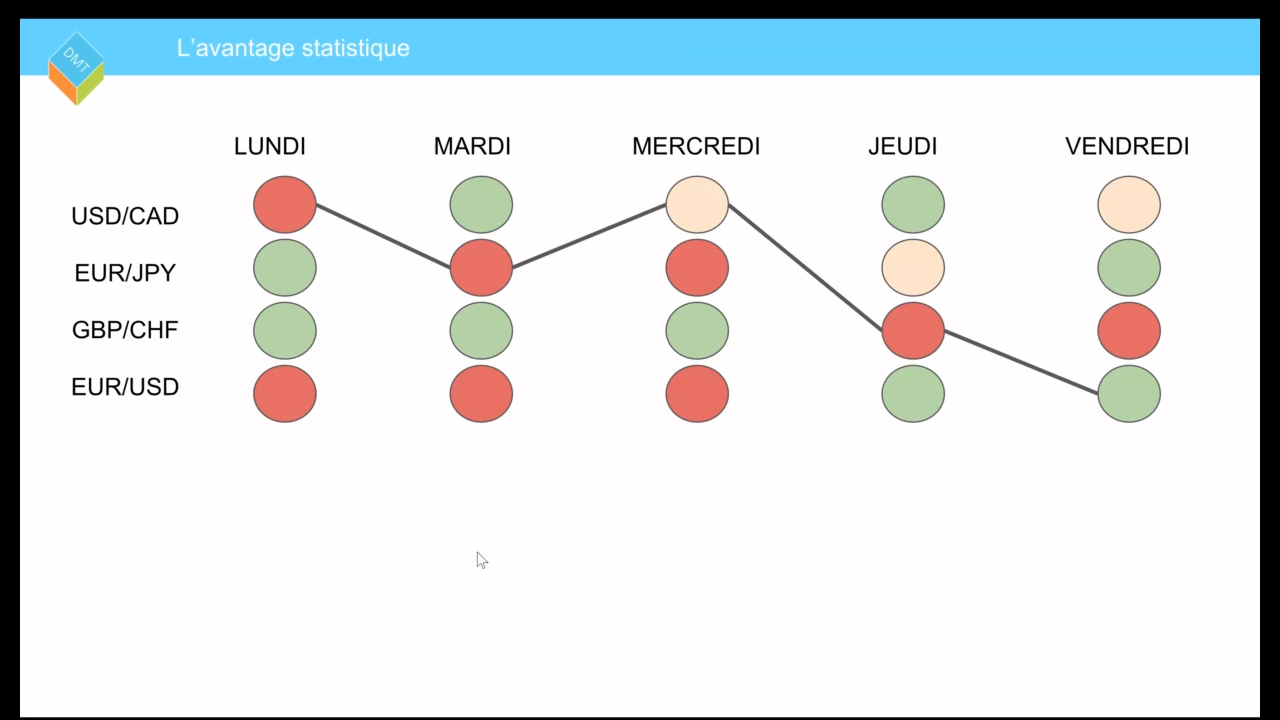 DMT
L'avantage statistique
LUNDI MARDI MERCREDI JEUDI VENDREDI
USD/CAD
EUR/JPY
GBP/CHF
EUR/USD